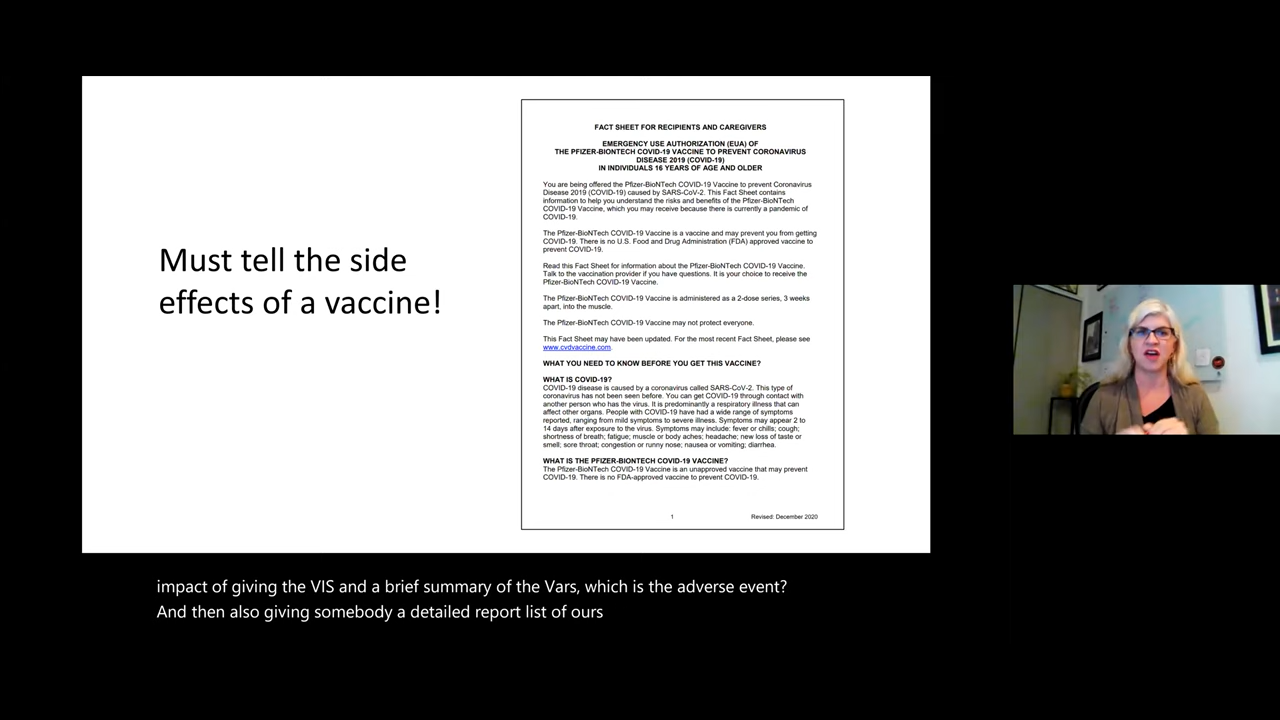 Must tell the side
effects of a vaccine!
FACT SHEET FOR RECIPIENTS AND CAREGIVERS
EMERGENCY USE AUTHORIZATION (EUA) OF
THE PFIZER-BIONTECH COVID-19 VACCINE TO PREVENT CORONAVIRUS
DISEASE 2019 (COVID-19)
IN INDIVIDUALS 16 YEARS OF AGE AND OLDER
You are being offered the Pfizer-BioNTech COVID-19 Vaccine to prevent Coronavirus
Disease 2019 (COVID-19) caused by SARS-CoV-2. This Fact Sheet contains
information to help you understand the risks and benefits of the Pfizer-BioNTech
COVID-19 Vaccine, which you may receive because there is currently a pandemic of
COVID-19.
The Pfizer-BioNTech COVID-19 Vaccine is a vaccine and may prevent you from getting
COVID-19. There is no U.S. Food and Drug Administration (FDA) approved vaccine to
prevent COVID-19.
Read this Fact Sheet for information about the Pfizer-BioNTech COVID-19 Vaccine.
Talk to the vaccination provider if you have questions. It is your choice to receive the
Pfizer-BioNTech COVID-19 Vaccine.
The Pfizer-BioNTech COVID-19 Vaccine is administered as a 2-dose series, 3 weeks
apart, into the muscle.
The Pfizer-BioNTech COVID-19 Vaccine may not protect everyone.
This Fact Sheet may have been updated. For the most recent Fact Sheet, please see
www.cvdvaccine.com.
WHAT YOU NEED TO KNOW BEFORE YOU GET THIS VACCINE?
WHAT IS COVID-19?
COVID-19 disease is caused by a coronavirus called SARS-CoV-2. This type of
coronavirus has not been seen before. You can get COVID-19 through contact with
another person who has the virus. It is predominantly a respiratory illness that can
affect other organs. People with COVID-19 have had a wide range of symptoms
reported, ranging from mild symptoms to severe illness. Symptoms may appear 2 to
14 days after exposure to the virus. Symptoms may include: fever or chills; cough;
shortness of breath; fatigue; muscle or body aches; headache; new loss of taste or
smell; sore throat; congestion or runny nose; nausea or vomiting; diarrhea.
WHAT IS THE PFIZER-BIONTECH COVID-19 VACCINE?
The Pfizer-BioNTech COVID-19 Vaccine is an unapproved vaccine that may prevent
COVID-19. There is no FDA-approved vaccine to prevent COVID-19.
1 Revised: December 2020
impact of giving the VIS and a brief summary of the Vars, which is the adverse event?
And then also giving somebody a detailed report list of ours